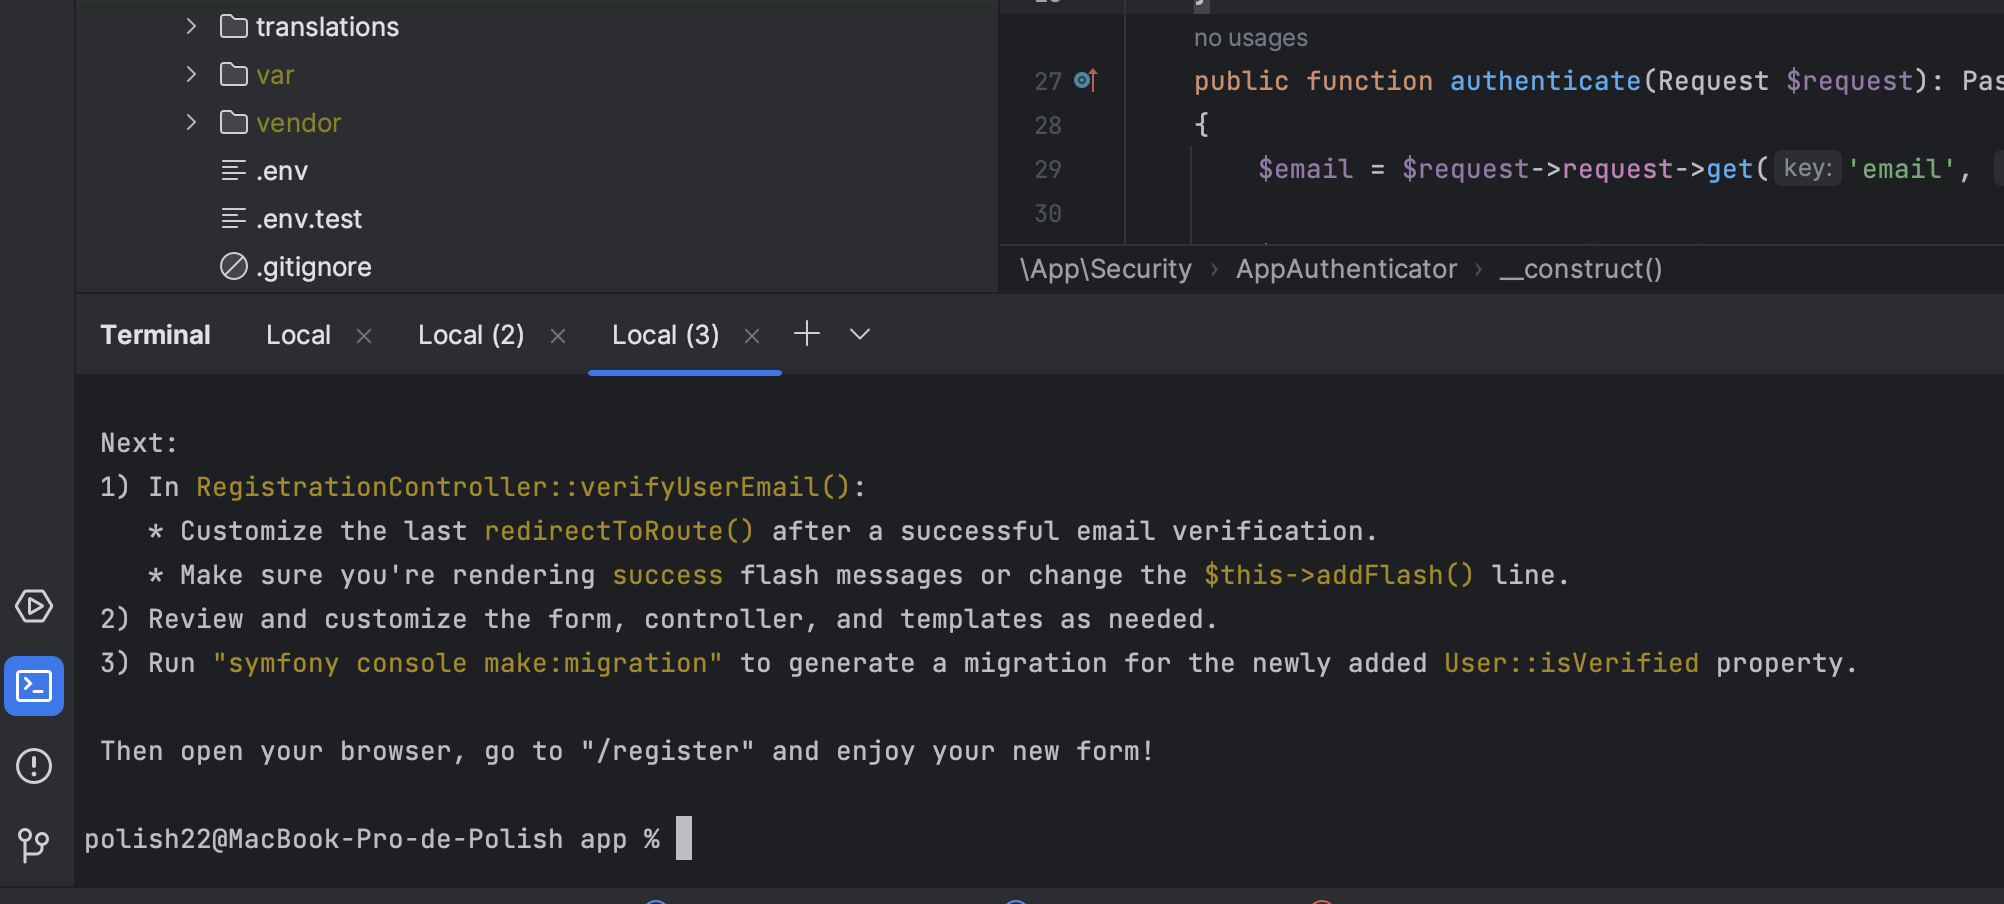 translations
var
vendor
.env
.env.test
.gitignore
no usages
27 public function authenticate(Request $request): Pas
28 {
29 $email = $request->request->get( key: 'email',
30
\App\Security › AppAuthenticator › __construct()
Terminal Local × Local (2) × Local (3) ×
Next:
1) In RegistrationController::verifyUserEmail():
* Customize the last redirectToRoute() after a successful email verification.
* Make sure you're rendering success flash messages or change the $this->addFlash() line.
2) Review and customize the form, controller, and templates as needed.
3) Run "symfony console make:migration" to generate a migration for the newly added User::isVerified property.
Then open your browser, go to "/register" and enjoy your new form!
polish22@MacBook-Pro-de-Polish app %